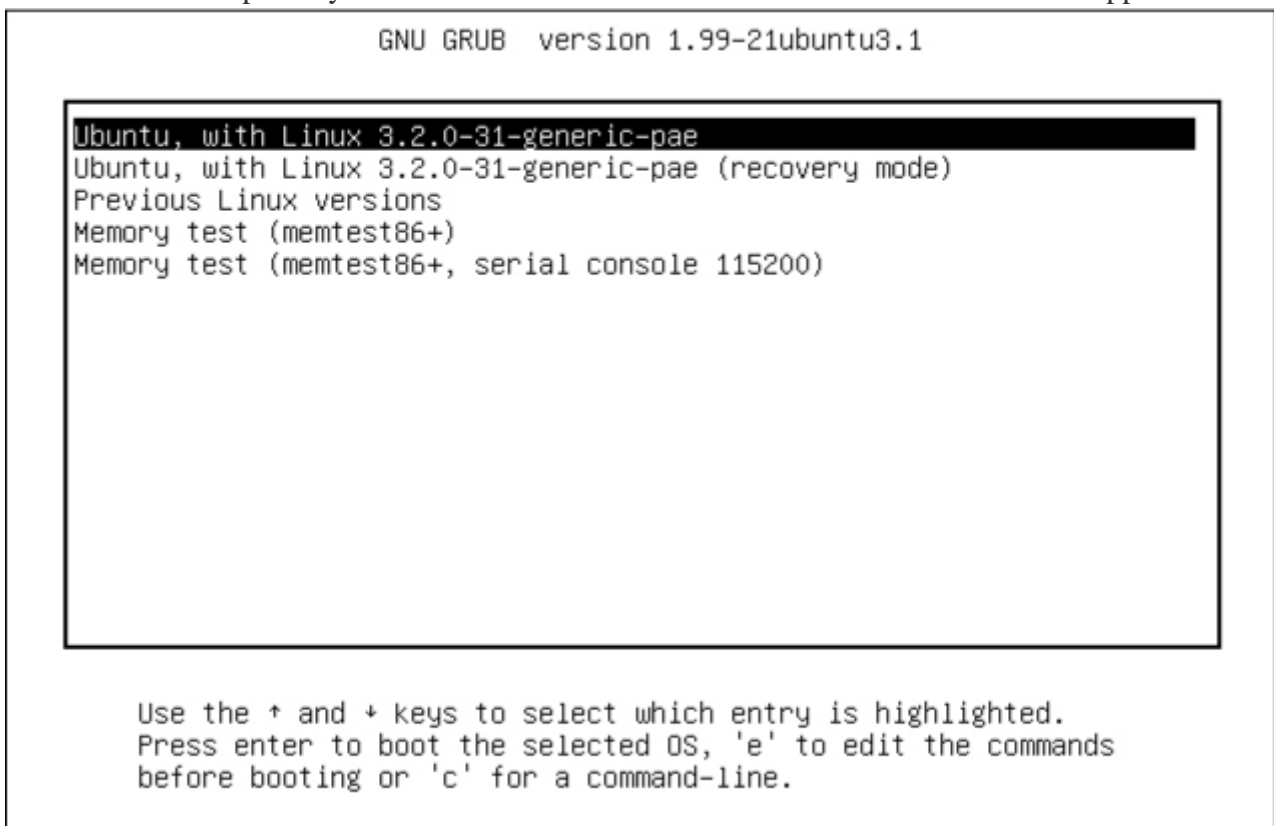 GNU GRUB version 1.99-21ubuntu3.1
Ubuntu, with Linux 3.2.0-31-generic-pae
Ubuntu, with Linux 3.2.0-31-generic-pae (recovery mode)
Previous Linux versions
Memory test (memtest86+)
Memory test (memtest86+, serial console 115200)
Use the ↑ and ↓ keys to select which entry is highlighted.
Press enter to boot the selected OS, 'e' to edit the commands
before booting or 'c' for a command-line.